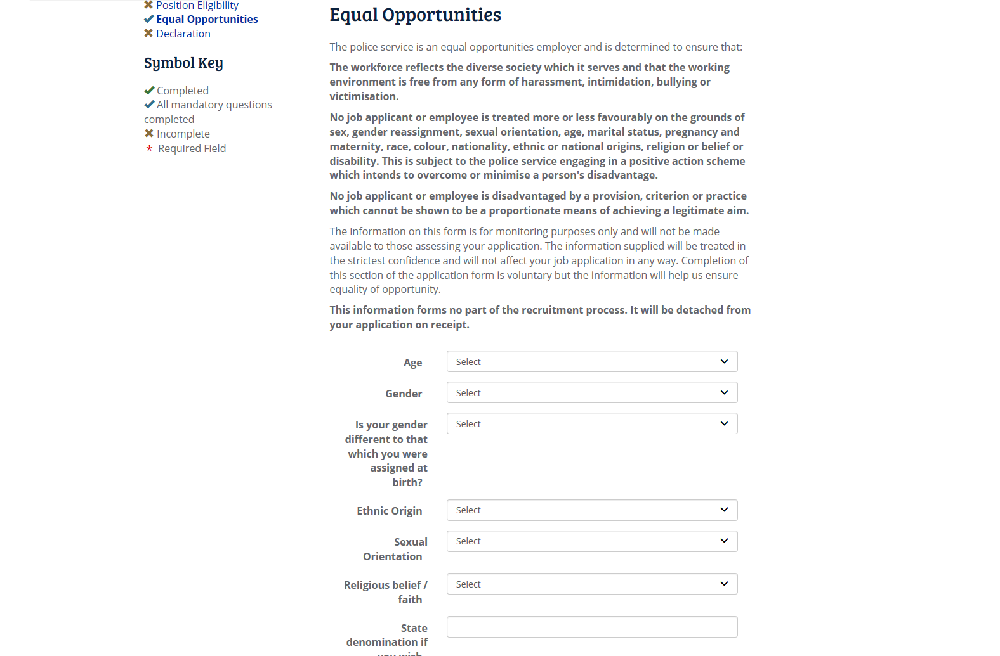 Position Eligibility
Equal Opportunities
Declaration
Symbol Key
Completed
All mandatory questions
completed
Incomplete
* Required Field
Equal Opportunities
The police service is an equal opportunities employer and is determined to ensure that:
The workforce reflects the diverse society which it serves and that the working
environment is free from any form of harassment, intimidation, bullying or
victimisation.
No job applicant or employee is treated more or less favourably on the grounds of
sex, gender reassignment, sexual orientation, age, marital status, pregnancy and
maternity, race, colour, nationality, ethnic or national origins, religion or belief or
disability. This is subject to the police service engaging in a positive action scheme
which intends to overcome or minimise a person's disadvantage.
No job applicant or employee is disadvantaged by a provision, criterion or practice
which cannot be shown to be a proportionate means of achieving a legitimate aim.
The information on this form is for monitoring purposes only and will not be made
available to those assessing your application. The information supplied will be treated in
the strictest confidence and will not affect your job application in any way. Completion of
this section of the application form is voluntary but the information will help us ensure
equality of opportunity.
This information forms no part of the recruitment process. It will be detached from
your application on receipt.
Age Select
Gender Select
Is your gender Select
different to that
which you were
assigned at
birth?
Ethnic Origin Select
Sexual Select
Orientation
Religious belief / Select
faith
State
denomination if
you wish